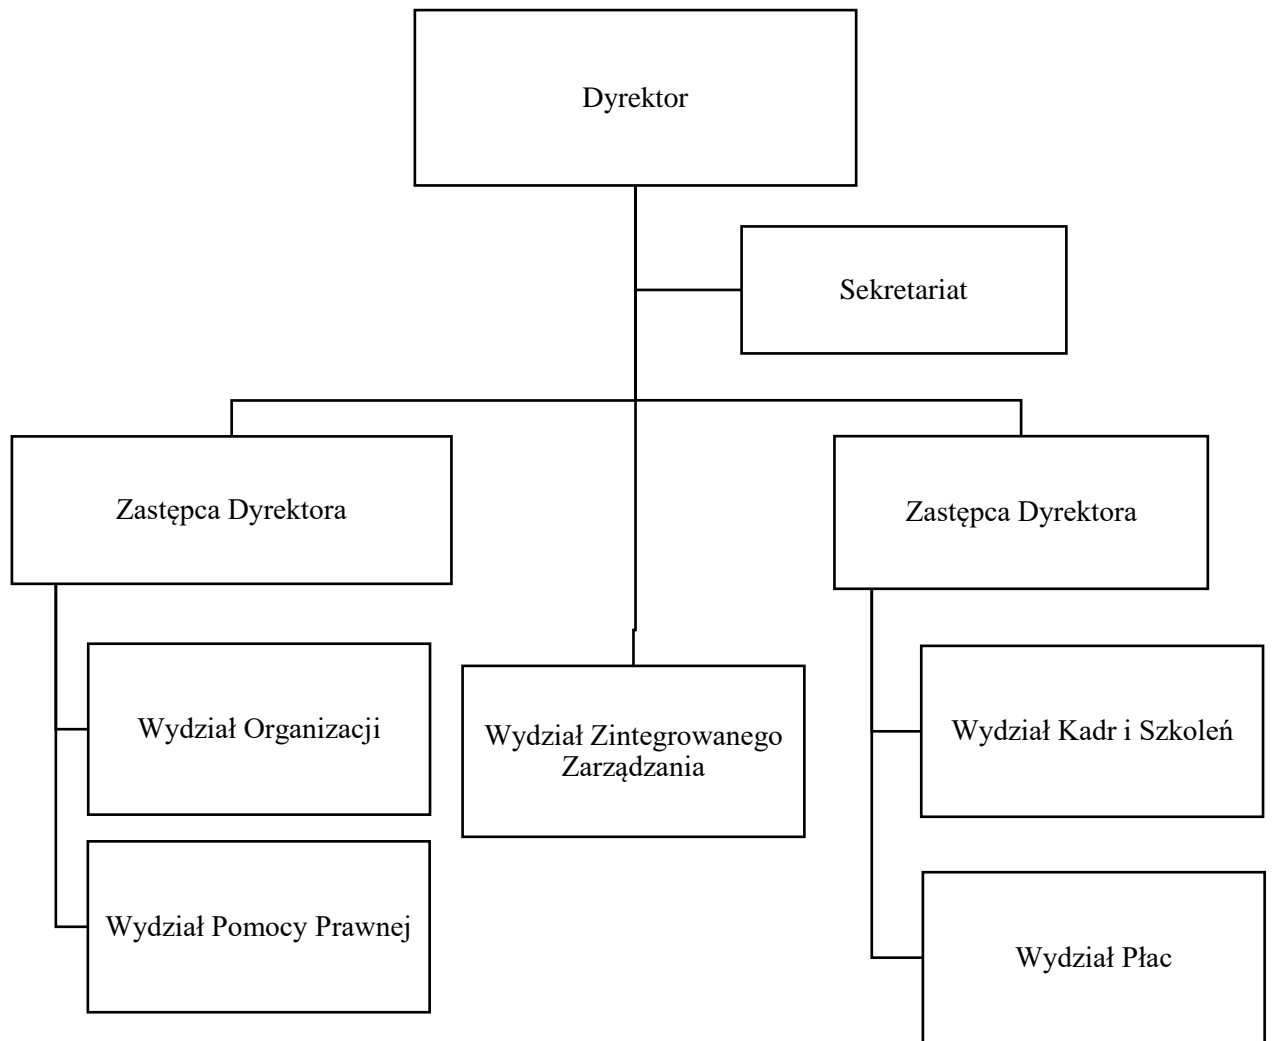 Dyrektor
Sekretariat
Zastępca Dyrektora
Zastępca Dyrektora
Wydział Organizacji
Wydział Zintegrowanego
Zarządzania
Wydział Kadr i Szkoleń
Wydział Pomocy Prawnej
Wydział Płac